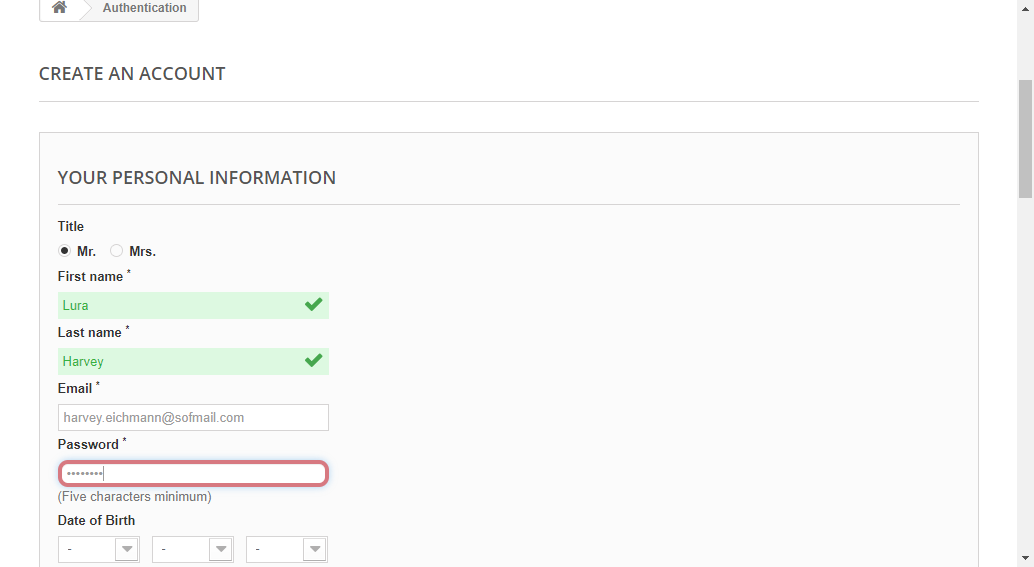 Authentication
CREATE AN ACCOUNT
YOUR PERSONAL INFORMATION
Title
Mr. Mrs.
First name *
Lura
Last name *
Harvey
Email *
harvey.eichmann@sofmail.com
Password *
••••••••
(Five characters minimum)
Date of Birth
- - -